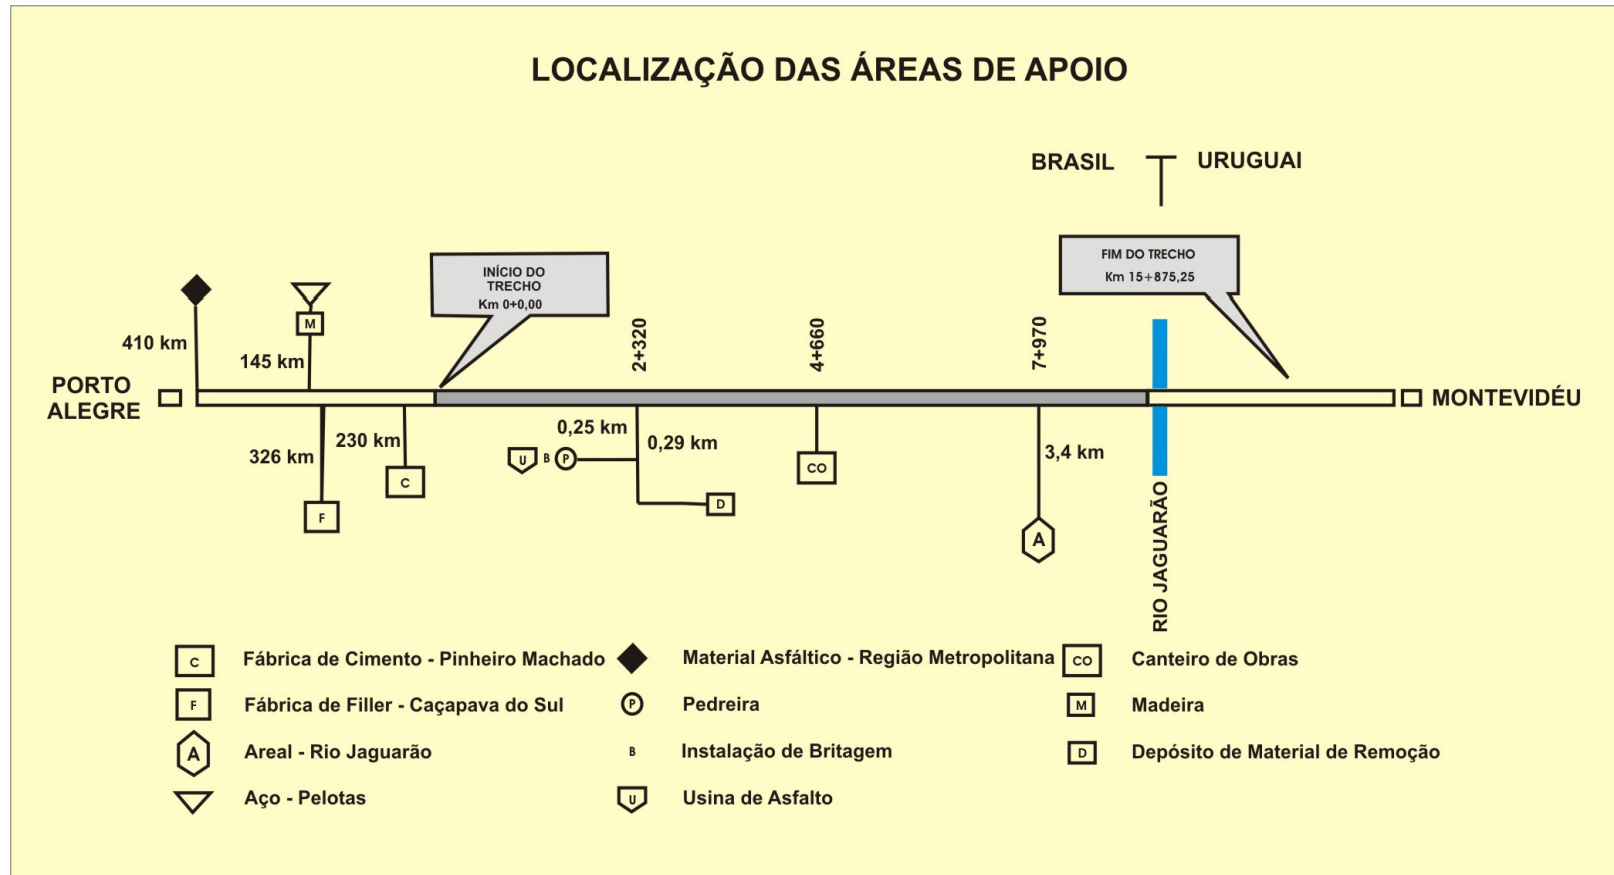 LOCALIZAÇÃO DAS ÁREAS DE APOIO
BRASIL
URUGUAI
INÍCIO DO
TRECHO
Km 0+0,00
FIM DO TRECHO
Km 15+875,25
410 km
M
145 km
2+320
4+660
7+970
PORTO
ALEGRE
MONTEVIDÉU
326 km
230 km
0,25 km
0,29 km
3,4 km
U
B
P
CO
C
F
D
A
RIO JAGUARÃO
C
Fábrica de Cimento - Pinheiro Machado
Material Asfáltico - Região Metropolitana
CO
Canteiro de Obras
F
Fábrica de Filler - Caçapava do Sul
P
Pedreira
M
Madeira
A
Areal - Rio Jaguarão
B
Instalação de Britagem
D
Depósito de Material de Remoção
Aço - Pelotas
U
Usina de Asfalto